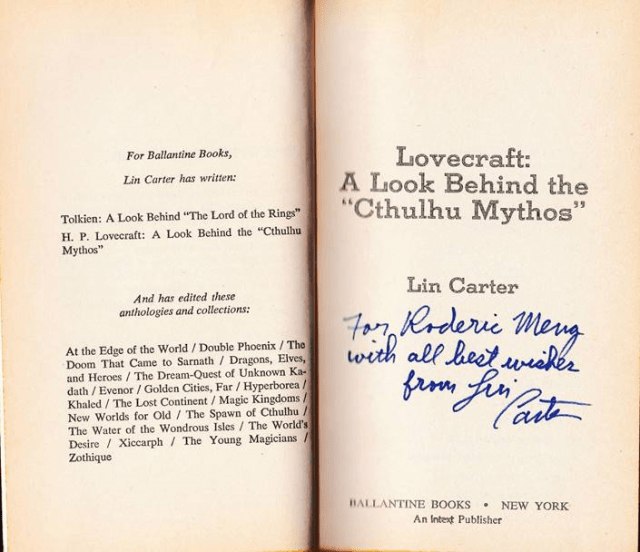 For Ballantine Books,
Lin Carter has written:
Tolkien: A Look Behind "The Lord of the Rings"
H. P. Lovecraft: A Look Behind the "Cthulhu
Mythos"
And has edited these
anthologies and collections:
At the Edge of the World / Double Phoenix / The
Doom That Came to Sarnath / Dragons, Elves,
and Heroes / The Dream-Quest of Unknown Ka-
dath / Evenor / Golden Cities, Far / Hyperborea /
Khaled / The Lost Continent / Magic Kingdoms /
New Worlds for Old / The Spawn of Cthulhu /
The Water of the Wondrous Isles / The World's
Desire / Xiccarph / The Young Magicians /
Zothique
Lovecraft:
A Look Behind the
"Cthulhu Mythos"
Lin Carter
For Roderic Meng
with all best wishes
from Lin
Carter
BALLANTINE BOOKS • NEW YORK
An Intext Publisher